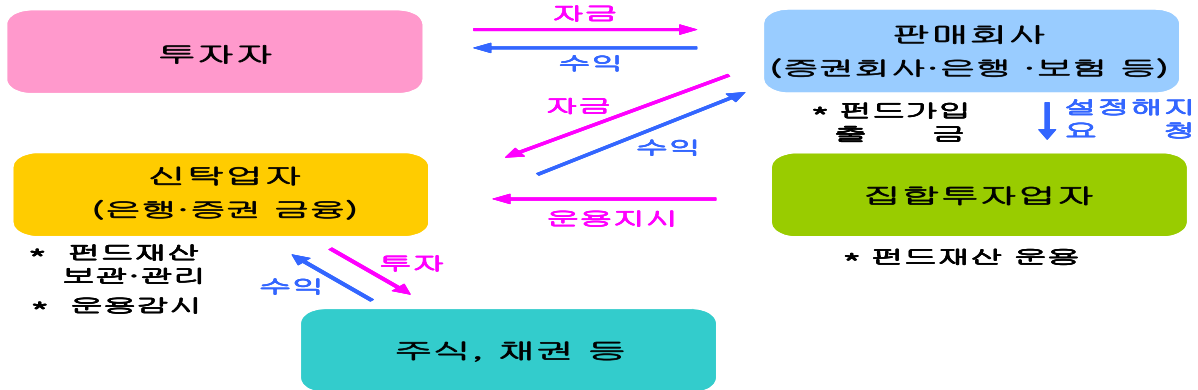 투자자
자금
수익
판매회사
(증권회사·은행 ·보험 등)
자금
수익
* 펀드가입
출 금
설정해지
요 청
신탁업자
(은행·증권 금융)
운용지시
집합투자업자
* 펀드재산
보관·관리
* 운용감시
수익
투자
* 펀드재산 운용
주식, 채권 등